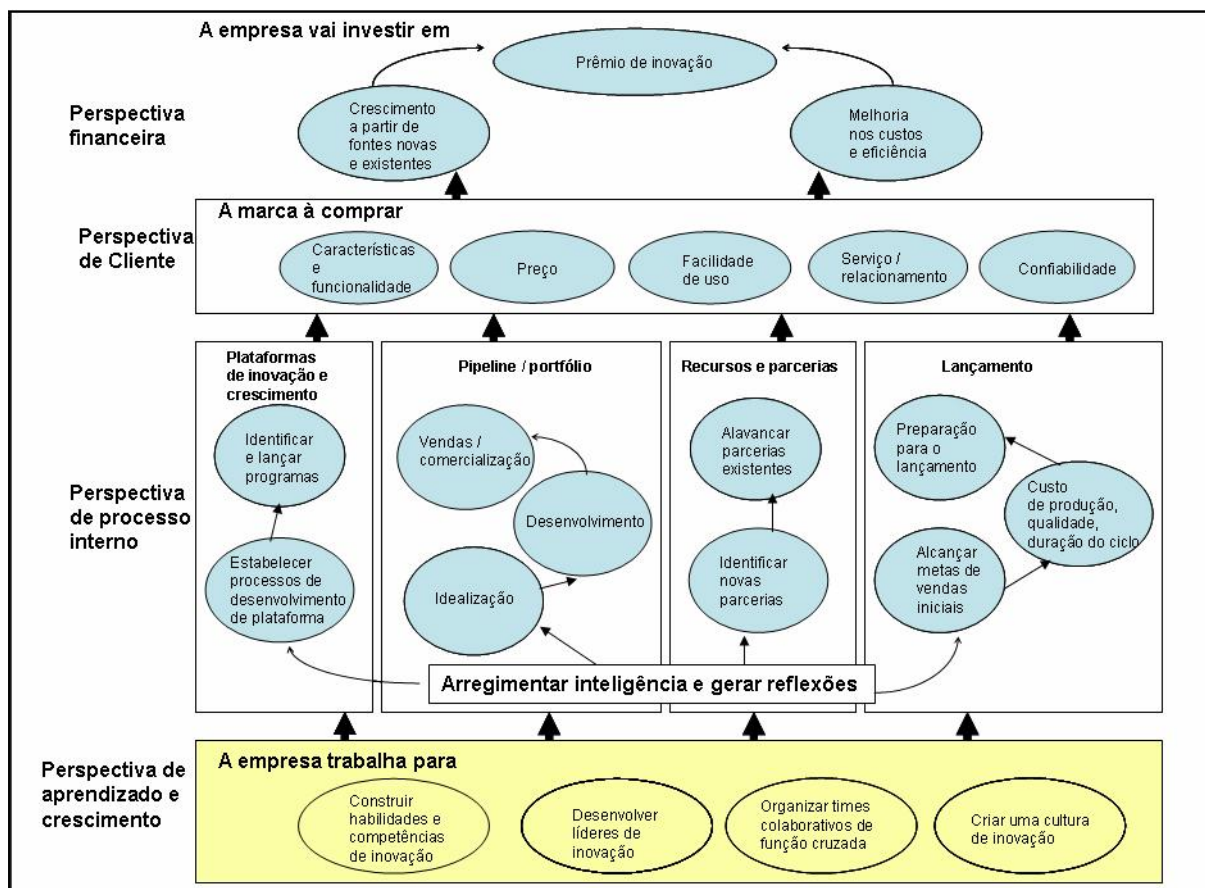 A empresa vai investir em
Prêmio de inovação
Perspectiva
financeira
Crescimento
a partir de
fontes novas
e existentes
Melhoria
nos custos
e eficiência
A marca à comprar
Perspectiva
de Cliente
Características
e
funcionalidade
Preço
Facilidade
de uso
Serviço /
relacionamento
Confiabilidade
Perspectiva
de processo
interno
Plataformas
de inovação e
crescimento
Identificar
e lançar
programas
Estabelecer
processos de
desenvolvimento
de plataforma
Pipeline / portfólio
Vendas /
comercialização
Desenvolvimento
Idealização
Recursos e parcerias
Alavancar
parcerias
existentes
Identificar
novas
parcerias
Lançamento
Preparação
para o
lançamento
Custo
de produção,
qualidade,
duração do ciclo
Alcançar
metas de
vendas
iniciais
Arregimentar inteligência e gerar reflexões
Perspectiva de
aprendizado e
crescimento
A empresa trabalha para
Construir
habilidades e
competências
de inovação
Desenvolver
líderes de
inovação
Organizar times
colaborativos de
função cruzada
Criar uma cultura
de inovação